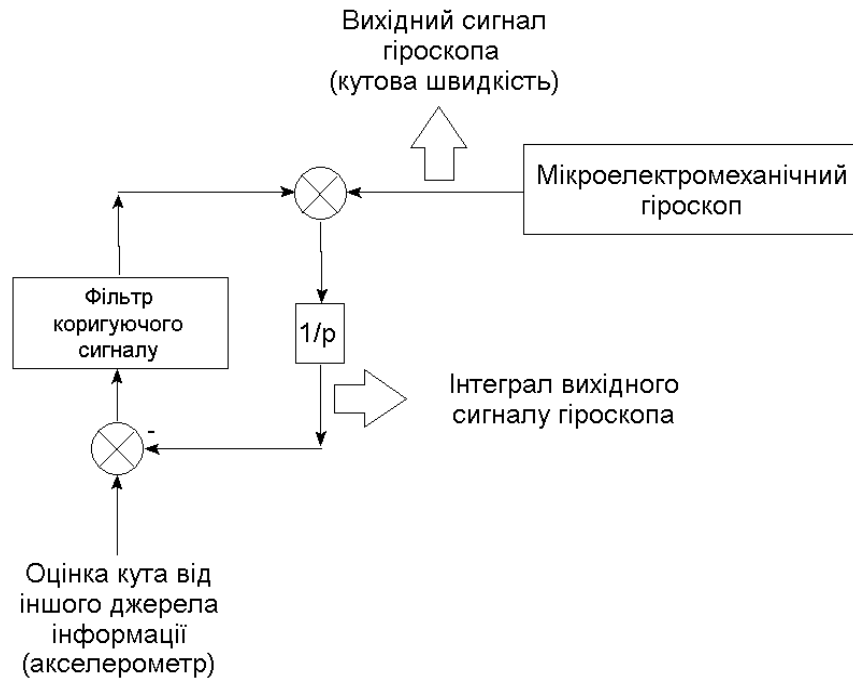 Вихідний сигнал
гіроскопа
(кутова швидкість)
Мікроелектромеханічний
гіроскоп
Фільтр
коригуючого
сигналу
1/p
Інтеграл вихідного
сигналу гіроскопа
-
Оцінка кута від
іншого джерела
інформації
(акселерометр)